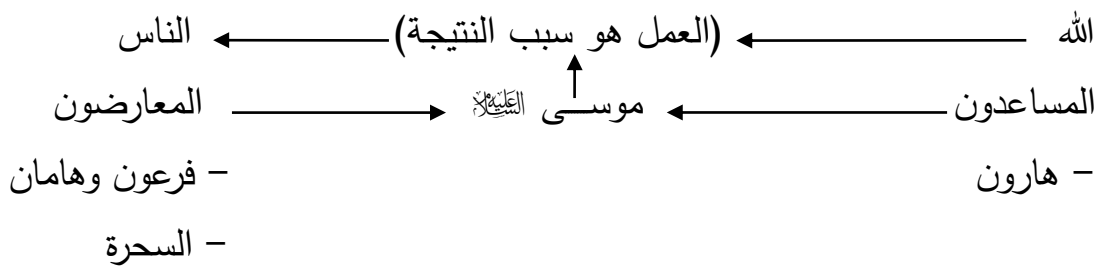 الله (العمل هو سبب النتيجة) الناس
المساعدون موسى عليه السلام المعارضون
- هارون - فرعون وهامان
- السحرة